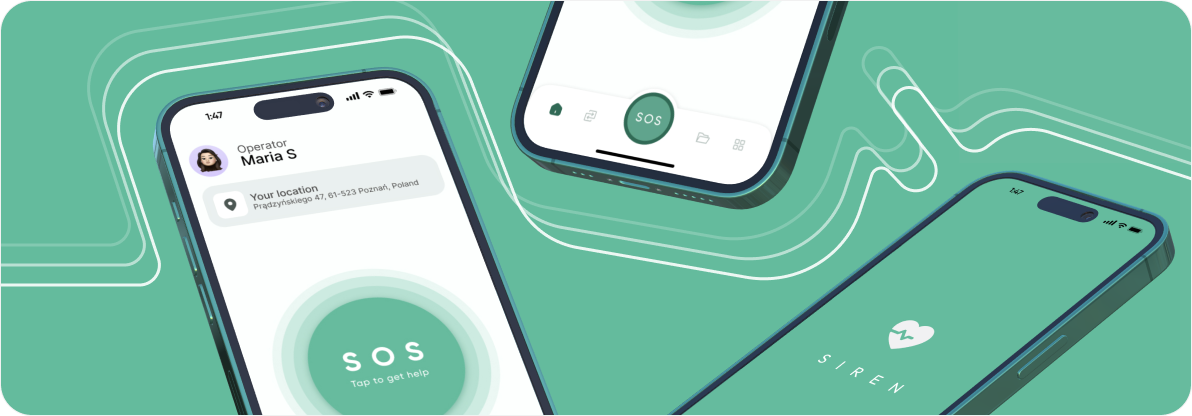 1:47
Operator
Maria S
Your location
Prądzyńskiego 47, 61-523 Poznań, Poland
SOS
Tap to get help
SOS
1:47
SIREN